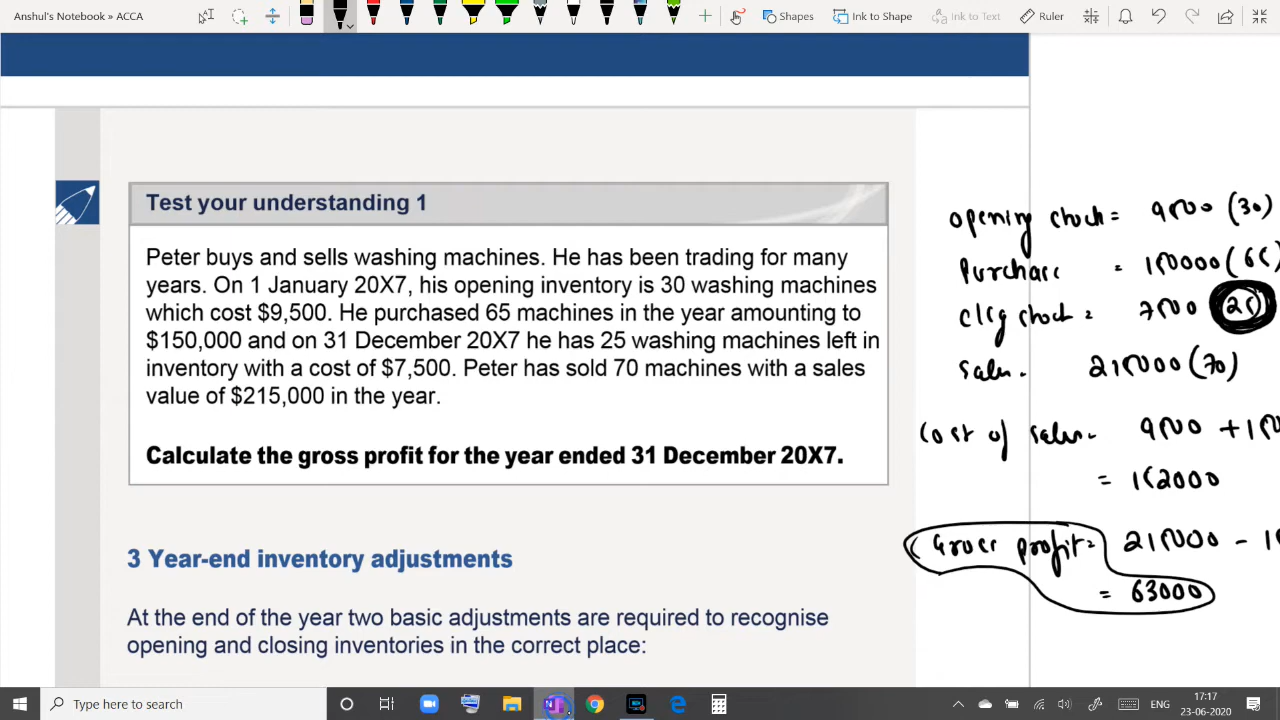 Anshul's Notebook » ACCA
Shapes
Ink to Shape
Ink to Text
Ruler
Test your understanding 1
Peter buys and sells washing machines. He has been trading for many
years. On 1 January 20X7, his opening inventory is 30 washing machines
which cost $9,500. He purchased 65 machines in the year amounting to
$150,000 and on 31 December 20X7 he has 25 washing machines left in
inventory with a cost of $7,500. Peter has sold 70 machines with a sales
value of $215,000 in the year.
Calculate the gross profit for the year ended 31 December 20X7.
3 Year-end inventory adjustments
At the end of the year two basic adjustments are required to recognise
opening and closing inventories in the correct place:
opening stock = 9500 (30)
Purchase = 150000 (65)
clsg stock = 7500 (25)
Sales = 215000 (70)
Cost of sales = 9500 + 1
= 152000
Gross profit = 215000 - 1
= 63000
Type here to search
ENG
17:17
23-06-2020